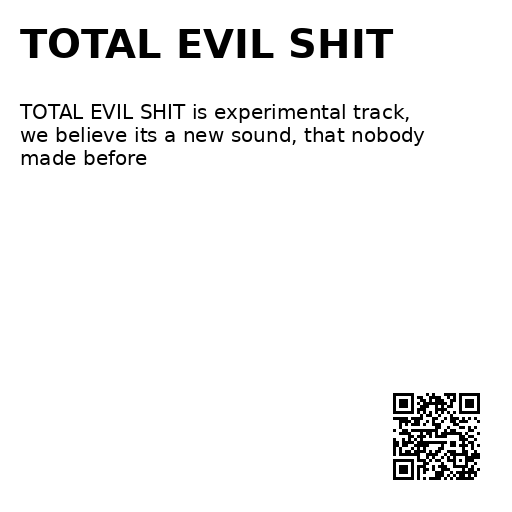 TOTAL EVIL SHIT
TOTAL EVIL SHIT is experimental track,
we believe its a new sound, that nobody
made before